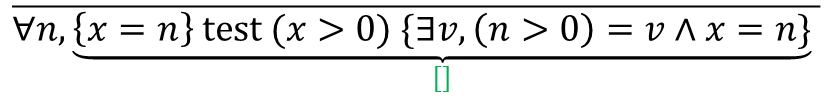 ∀n, {x = n} test (x > 0) {∃v, (n > 0) = v ∧ x = n}
[]